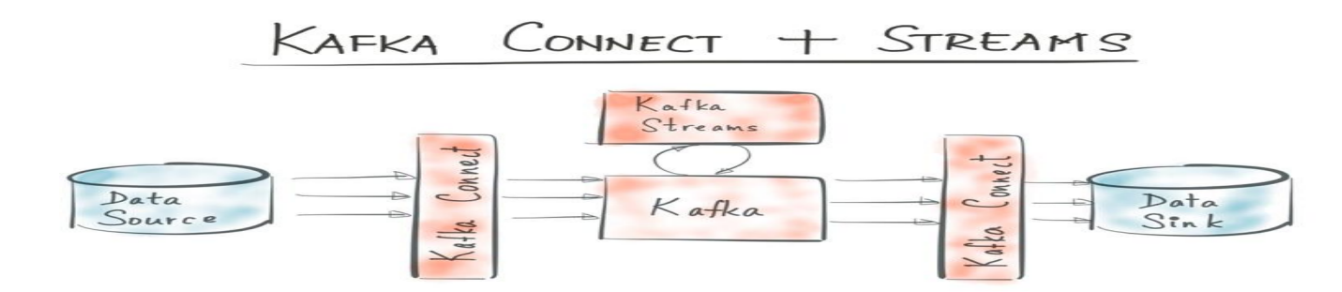 KAFKA CONNECT + STREAMS
Kafka
Streams
Data
Source
Kafka Connect
Kafka
Kafka Connect
Data
Sink